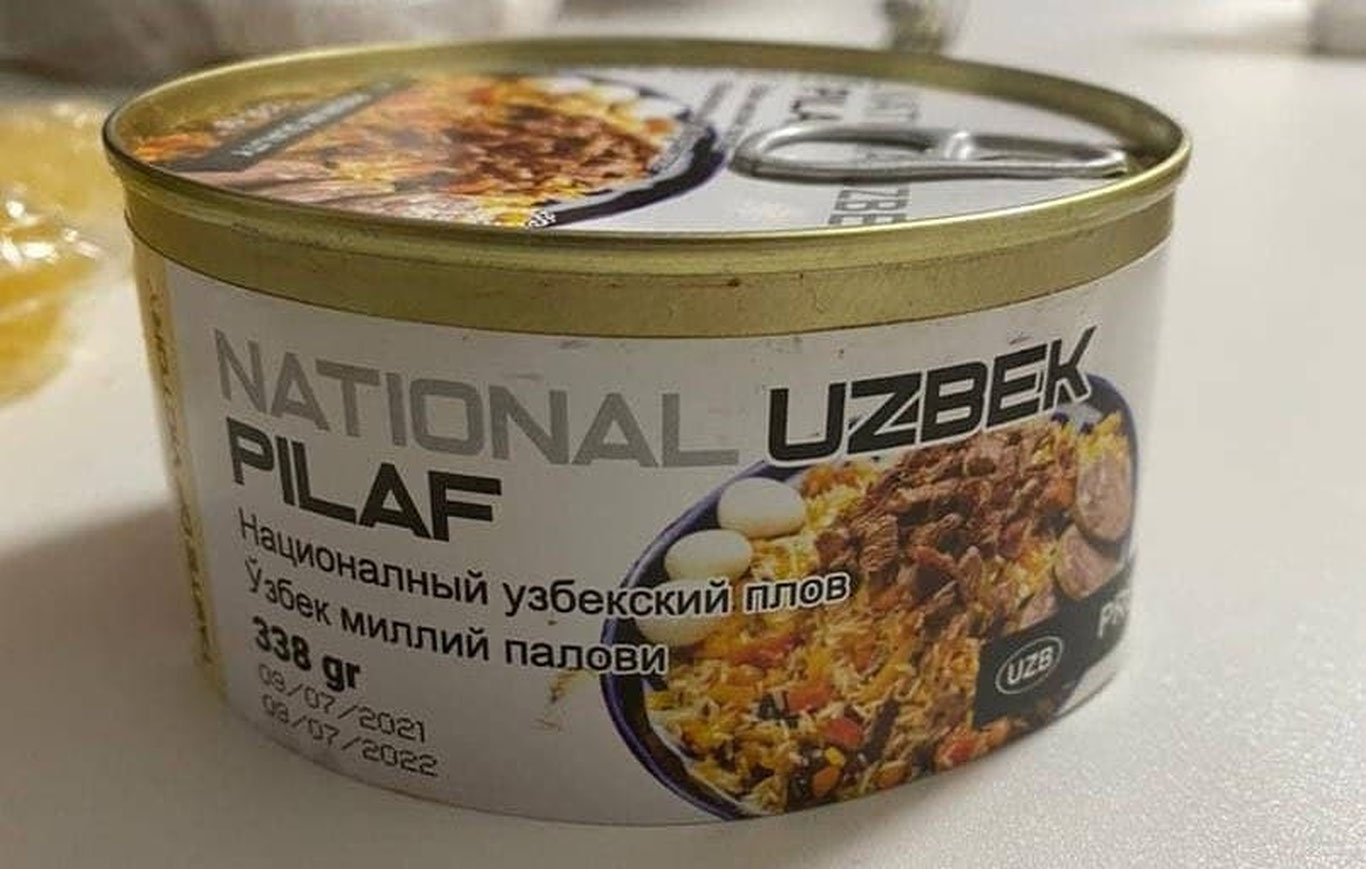 NATIONAL UZBEK
PILAF
Националный узбекский плов
Ўзбек миллий палови
338 gr
09/07/2021
09/07/2022
UZB